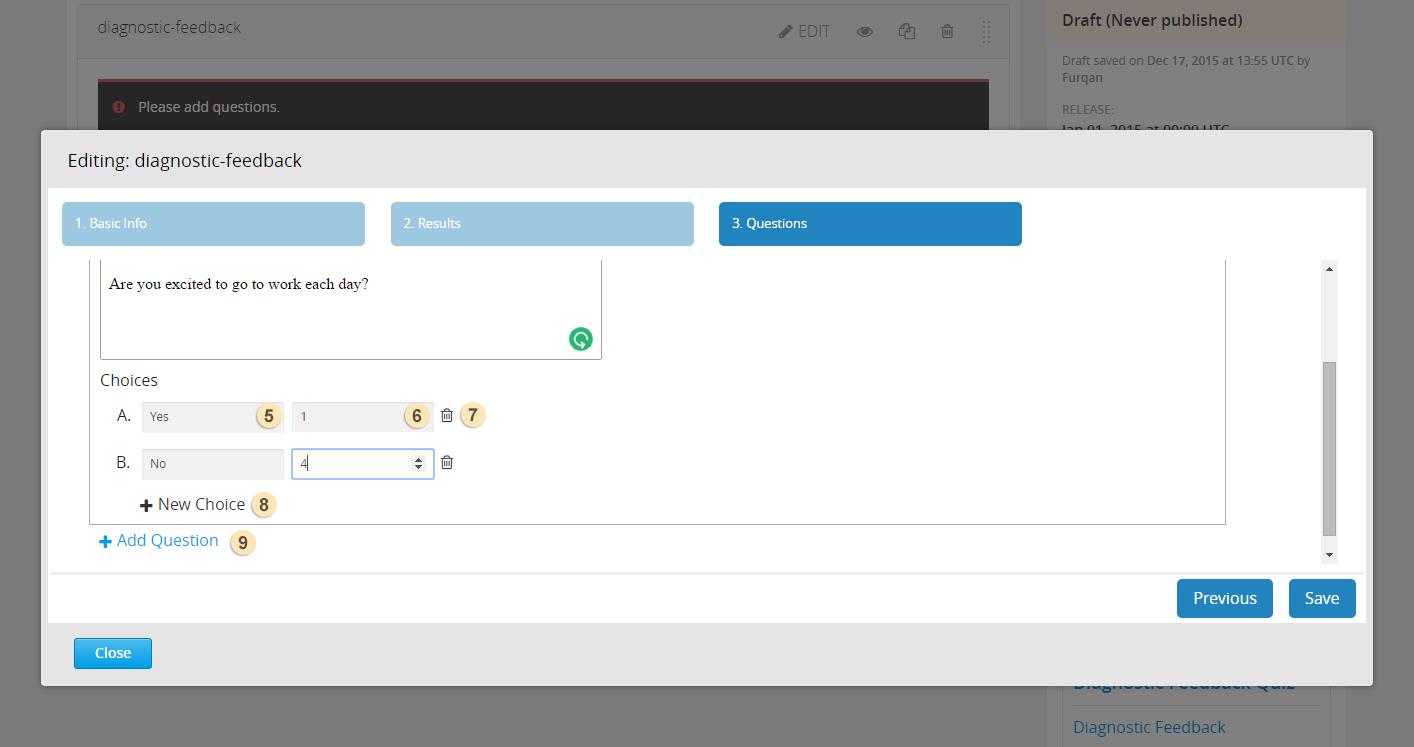 diagnostic-feedback
EDIT
Please add questions.
Draft (Never published)
Draft saved on Dec 17, 2015 at 13:55 UTC by
Furqan
RELEASE:
Jan 01, 2015 at 00:00 UTC
Editing: diagnostic-feedback
1. Basic Info
2. Results
3. Questions
Are you excited to go to work each day?
Choices
A. Yes 5 1 6 7
B. No 4
New Choice 8
Add Question 9
Previous
Save
Close
Diagnostic Feedback Quiz
Diagnostic Feedback